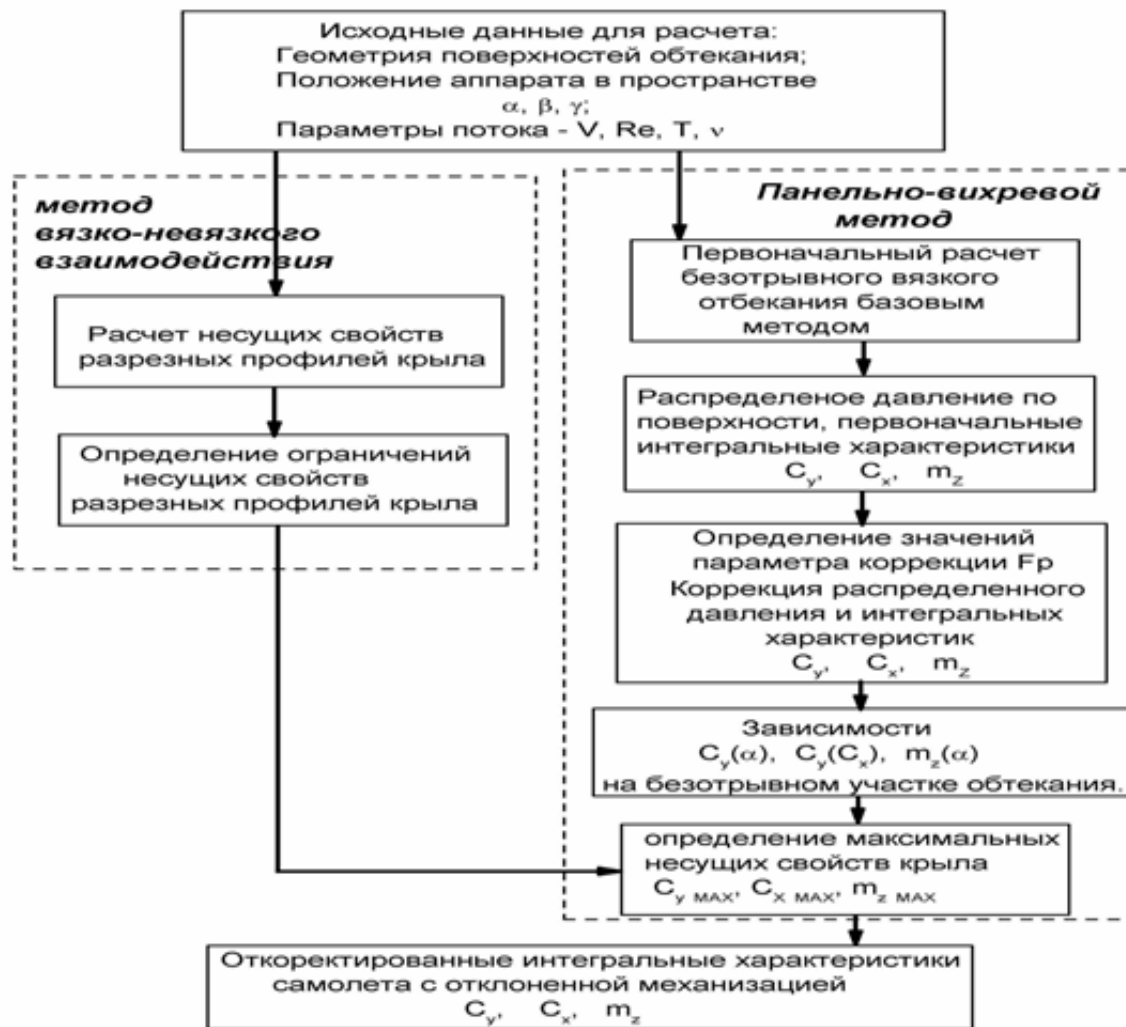 Исходные данные для расчета:
Геометрия поверхностей обтекания;
Положение аппарата в пространстве
α, β, γ;
Параметры потока - V, Re, T, ν
метод
вязко-невязкого
взаимодействия
Расчет несущих свойств
разрезных профилей крыла
Определение ограничений
несущих свойств
разрезных профилей крыла
Панельно-вихревой
метод
Первоначальный расчет
безотрывного вязкого
отбекания базовым
методом
Распределеное давление по
поверхности, первоначальные
интегральные характеристики
Cy, Cx, mz
Определение значений
параметра коррекции Fp
Коррекция распределенного
давления и интегральных
характеристик
Cy, Cx, mz
Зависимости
Cy(α), Cy(Cx), mz(α)
на безотрывном участке обтекания.
определение максимальных
несущих свойств крыла
Cy MAX, CX MAX, mz MAX
Откоректированные интегральные характеристики
самолета с отклоненной механизацией
Cy, Cx, mz